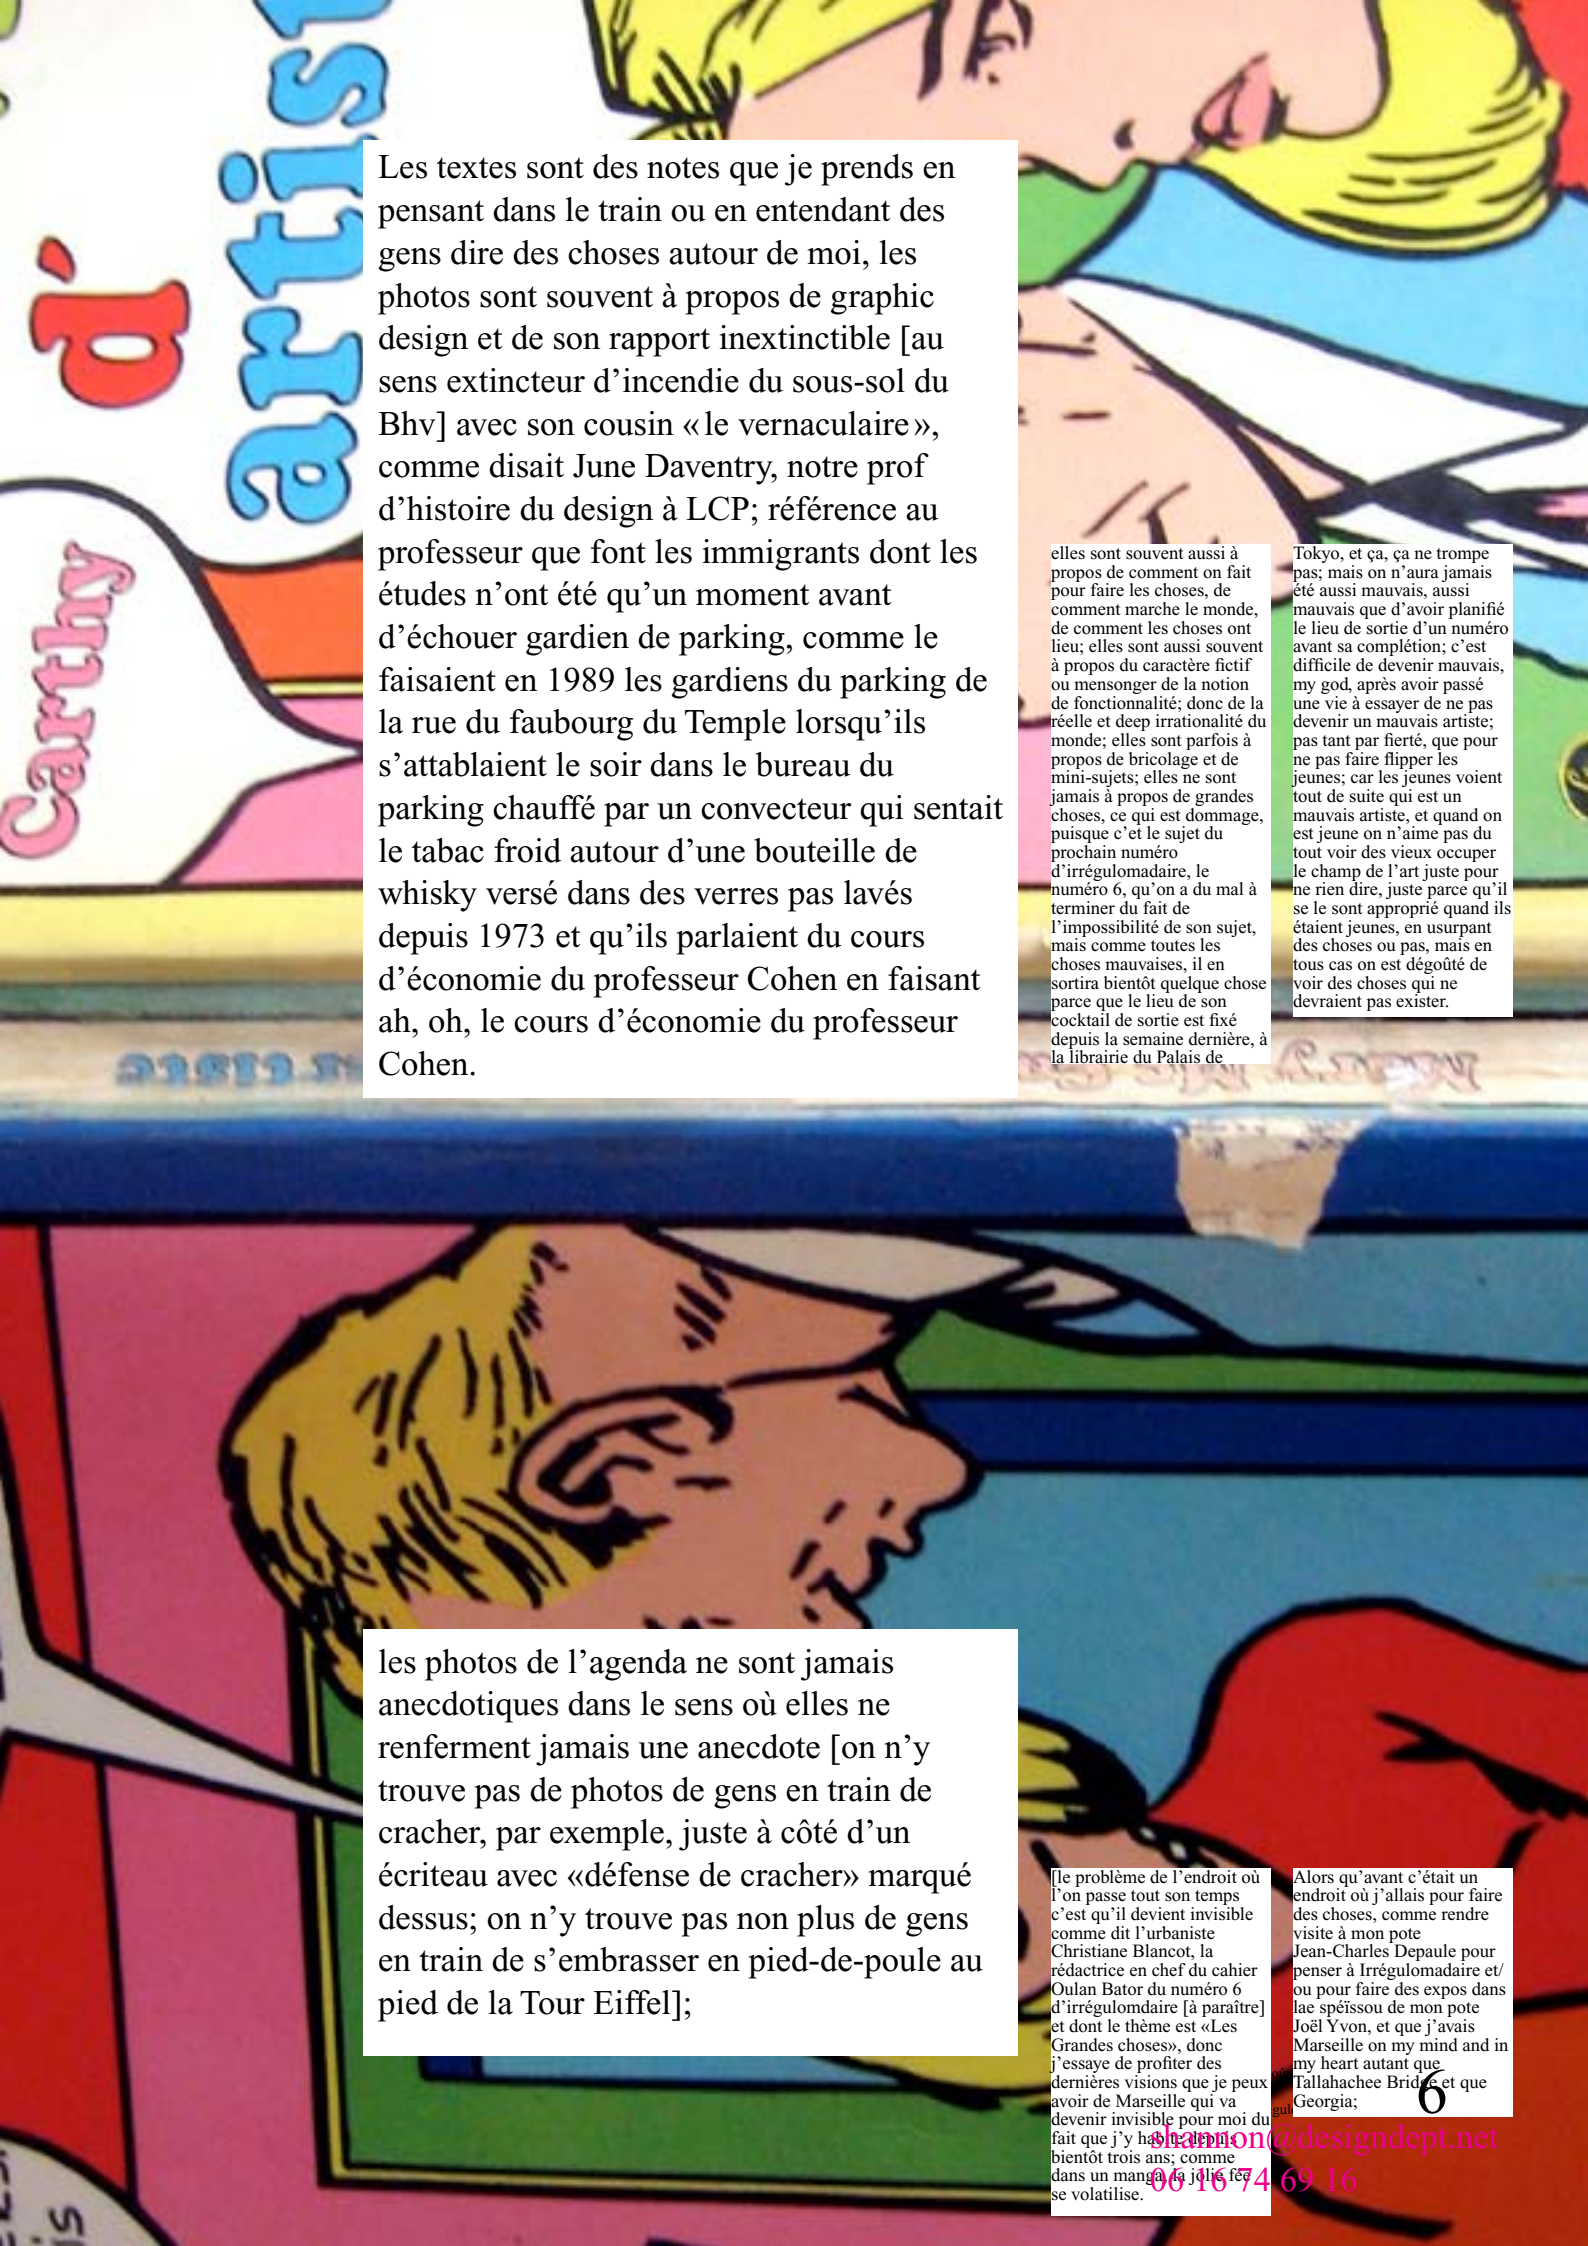 d'
artist
Carthy
Les textes sont des notes que je prends en
pensant dans le train ou en entendant des
gens dire des choses autour de moi, les
photos sont souvent à propos de graphic
design et de son rapport inextinctible [au
sens extincteur d’incendie du sous-sol du
Bhv] avec son cousin « le vernaculaire »,
comme disait June Daventry, notre prof
d’histoire du design à LCP; référence au
professeur que font les immigrants dont les
études n’ont été qu’un moment avant
d’échouer gardien de parking, comme le
faisaient en 1989 les gardiens du parking de
la rue du faubourg du Temple lorsqu’ils
s’attablaient le soir dans le bureau du
parking chauffé par un convecteur qui sentait
le tabac froid autour d’une bouteille de
whisky versé dans des verres pas lavés
depuis 1973 et qu’ils parlaient du cours
d’économie du professeur Cohen en faisant
ah, oh, le cours d’économie du professeur
Cohen.
elles sont souvent aussi à
propos de comment on fait
pour faire les choses, de
comment marche le monde,
de comment les choses ont
lieu; elles sont aussi souvent
à propos du caractère fictif
ou mensonger de la notion
de fonctionnalité; donc de la
réelle et deep irrationalité du
monde; elles sont parfois à
propos de bricolage et de
mini-sujets; elles ne sont
jamais à propos de grandes
choses, ce qui est dommage,
puisque c’et le sujet du
prochain numéro
d’irrégulomadaire, le
numéro 6, qu’on a du mal à
terminer du fait de
l’impossibilité de son sujet,
mais comme toutes les
choses mauvaises, il en
sortira bientôt quelque chose
parce que le lieu de son
cocktail de sortie est fixé
depuis la semaine dernière, à
la librairie du Palais de
Tokyo, et ça, ça ne trompe
pas; mais on n’aura jamais
été aussi mauvais, aussi
mauvais que d’avoir planifié
le lieu de sortie d’un numéro
avant sa complétion; c’est
difficile de devenir mauvais,
my god, après avoir passé
une vie à essayer de ne pas
devenir un mauvais artiste;
pas tant par fierté, que pour
ne pas faire flipper les
jeunes; car les jeunes voient
tout de suite qui est un
mauvais artiste, et quand on
est jeune on n’aime pas du
tout voir des vieux occuper
le champ de l’art juste pour
ne rien dire, juste parce qu’il
se le sont approprié quand ils
étaient jeunes, en usurpant
des choses ou pas, mais en
tous cas on est dégoûté de
voir des choses qui ne
devraient pas exister.
les photos de l’agenda ne sont jamais
anecdotiques dans le sens où elles ne
renferment jamais une anecdote [on n’y
trouve pas de photos de gens en train de
cracher, par exemple, juste à côté d’un
écriteau avec «défense de cracher» marqué
dessus; on n’y trouve pas non plus de gens
en train de s’embrasser en pied-de-poule au
pied de la Tour Eiffel];
[le problème de l’endroit où
l’on passe tout son temps
c’est qu’il devient invisible
comme dit l’urbaniste
Christiane Blancot, la
rédactrice en chef du cahier
Oulan Bator du numéro 6
d’irrégulomdaire [à paraître]
et dont le thème est «Les
Grandes choses», donc
j’essaye de profiter des
dernières visions que je peux
avoir de Marseille qui va
devenir invisible pour moi du
fait que j’y habite depuis
bientôt trois ans; comme
dans un manga, la jolie fée
se volatilise.
Alors qu’avant c’était un
endroit où j’allais pour faire
des choses, comme rendre
visite à mon pote
Jean-Charles Depaule pour
penser à Irrégulomadaire et/
ou pour faire des expos dans
lae spéïssou de mon pote
Joël Yvon, et que j’avais
Marseille on my mind and in
my heart autant que
Tallahachee Bridge et que
Georgia;
6
shannon@designdept.net
06 16 74 69 16